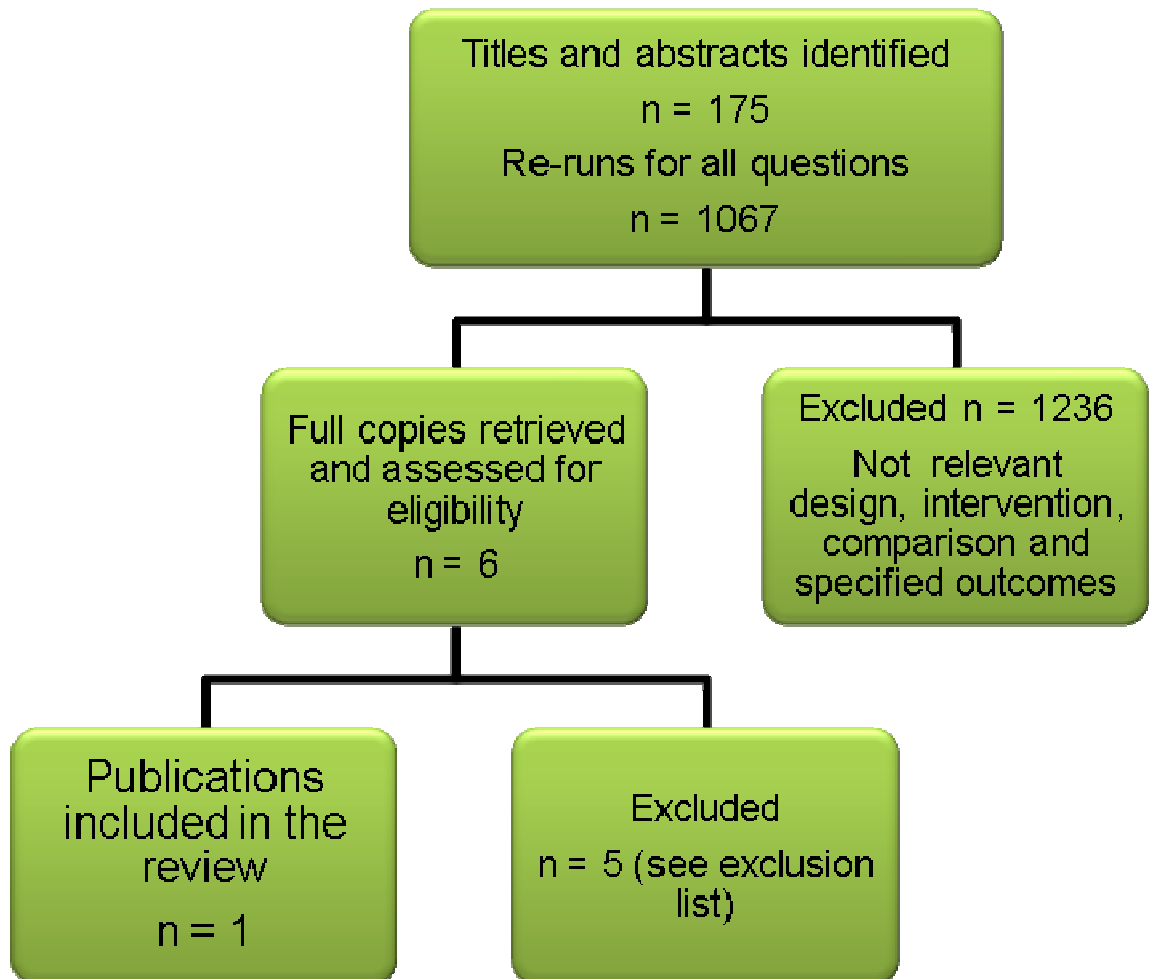 Titles and abstracts identified
n = 175
Re-runs for all questions
n = 1067
Full copies retrieved
and assessed for
eligibility
n = 6
Excluded n = 1236
Not relevant
design, intervention,
comparison and
specified outcomes
Publications
included in the
review
n = 1
Excluded
n = 5 (see exclusion
list)